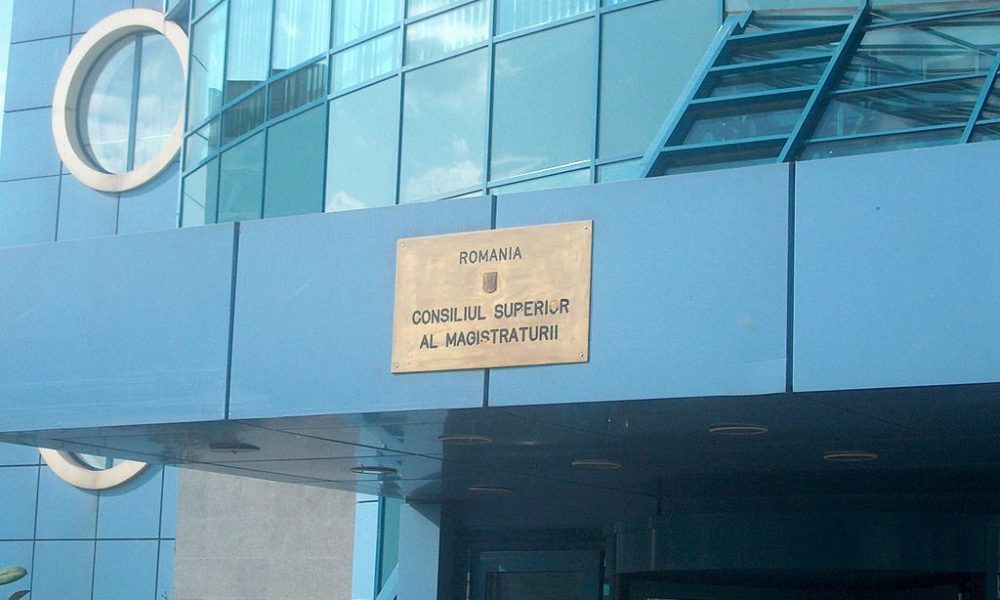 ROMANIA
CONSILIUL SUPERIOR
AL MAGISTRATURII